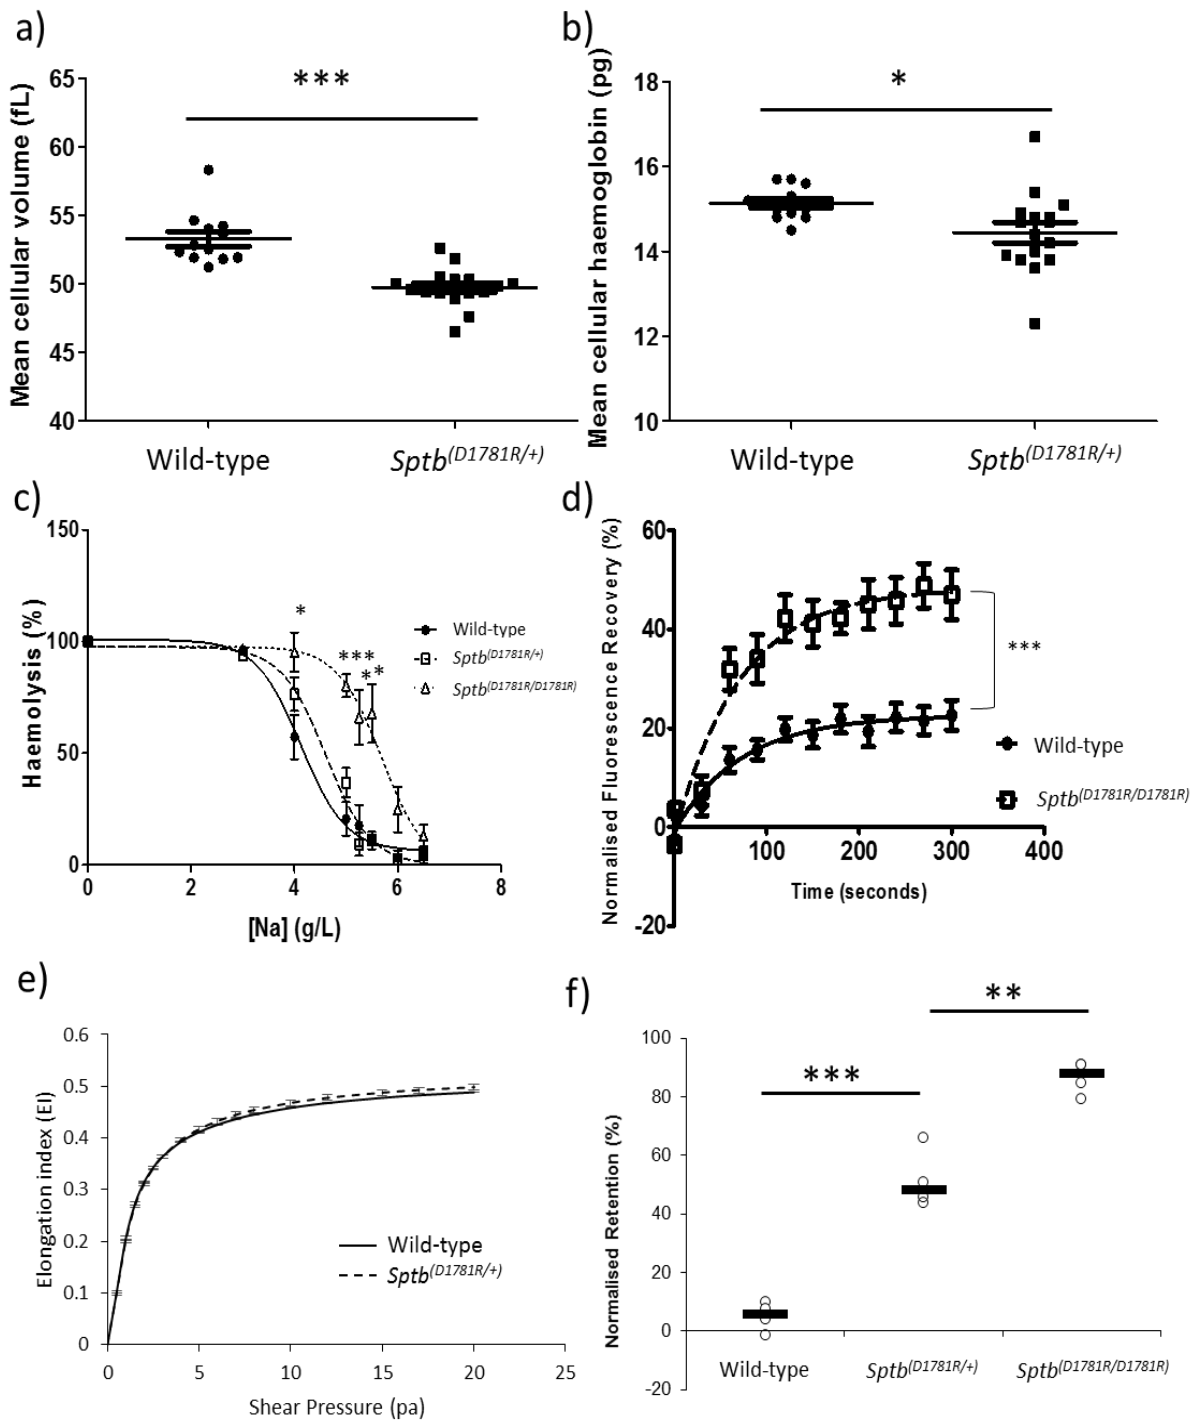 a)
Mean cellular volume (fL)
65
60
55
50
45
40
***
Wild-type
Sptb(D1781R/+)
b)
Mean cellular haemoglobin (pg)
18
16
14
12
10
*
Wild-type
Sptb(D1781R/+)
c)
Haemolysis (%)
150
100
50
0
*
***
*
*
Wild-type
Sptb(D1781R/+)
Sptb(D1781R/D1781R)
0 2 4 6 8
[Na] (g/L)
d)
Normalised Fluorescence Recovery (%)
60
40
20
0
-20
***
Wild-type
Sptb(D1781R/D1781R)
100 200 300 400
Time (seconds)
e)
Elongation index (EI)
0.6
0.5
0.4
0.3
0.2
0.1
0
Wild-type
Sptb(D1781R/+)
0 5 10 15 20 25
Shear Pressure (pa)
f)
Normalised Retention (%)
100
80
60
40
20
0
-20
***
**
Wild-type
Sptb(D1781R/+)
Sptb(D1781R/D1781R)